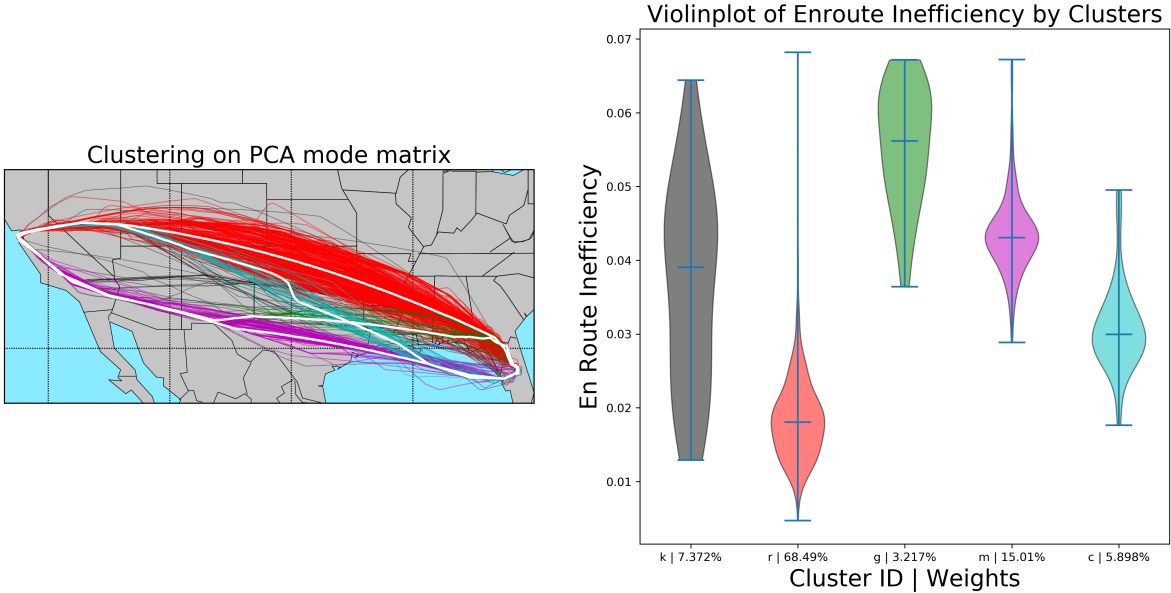 Clustering on PCA mode matrix
Violinplot of Enroute Inefficiency by Clusters
En Route Inefficiency
0.07
0.06
0.05
0.04
0.03
0.02
0.01
k | 7.372% r | 68.49% g | 3.217% m | 15.01% c | 5.898%
Cluster ID | Weights